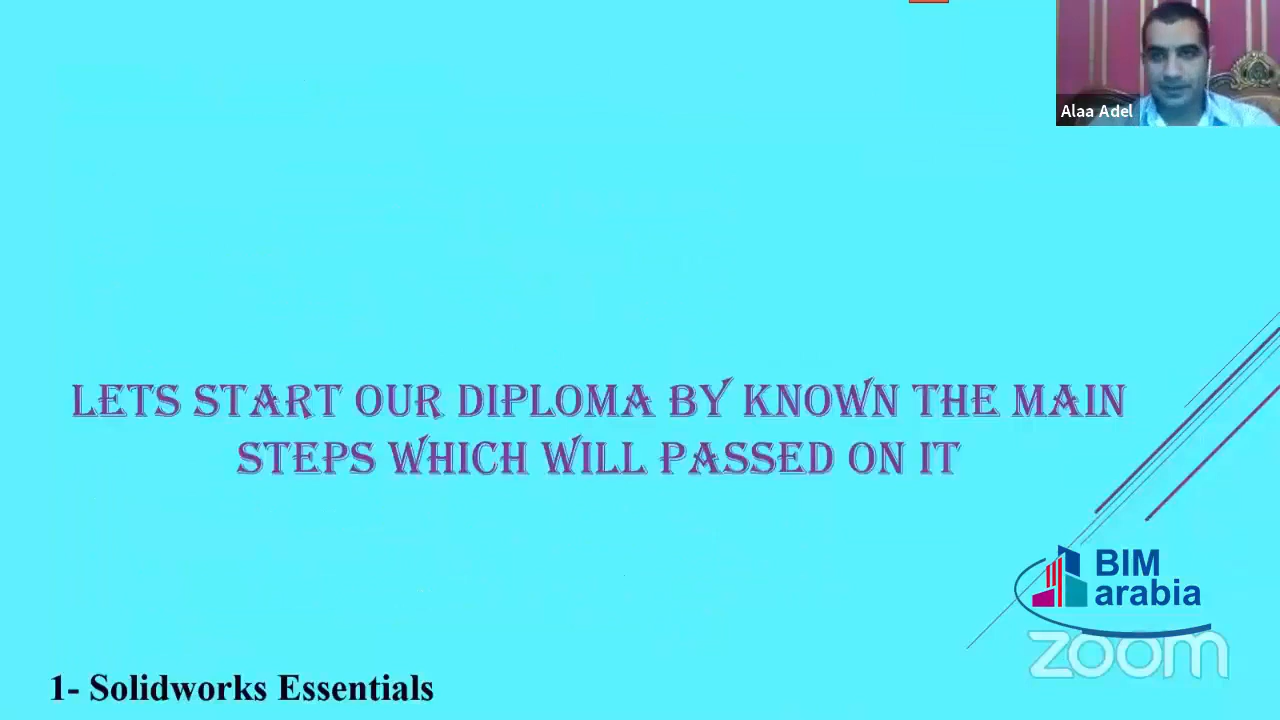 Alaa Adel
LETS START OUR DIPLOMA BY KNOWN THE MAIN
STEPS WHICH WILL PASSED ON IT
BIM
arabia
zoom
1- Solidworks Essentials